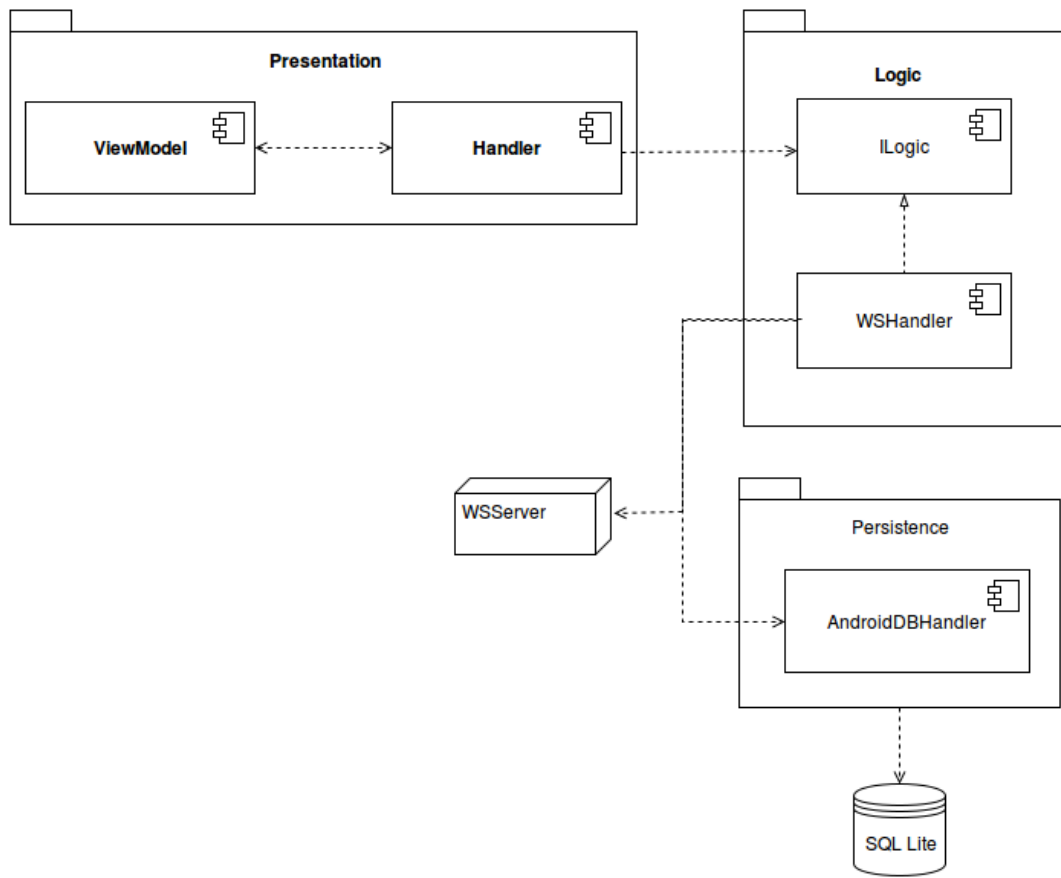 Presentation
ViewModel
Handler
Logic
ILogic
WSHandler
WSServer
Persistence
AndroidDBHandler
SQL Lite